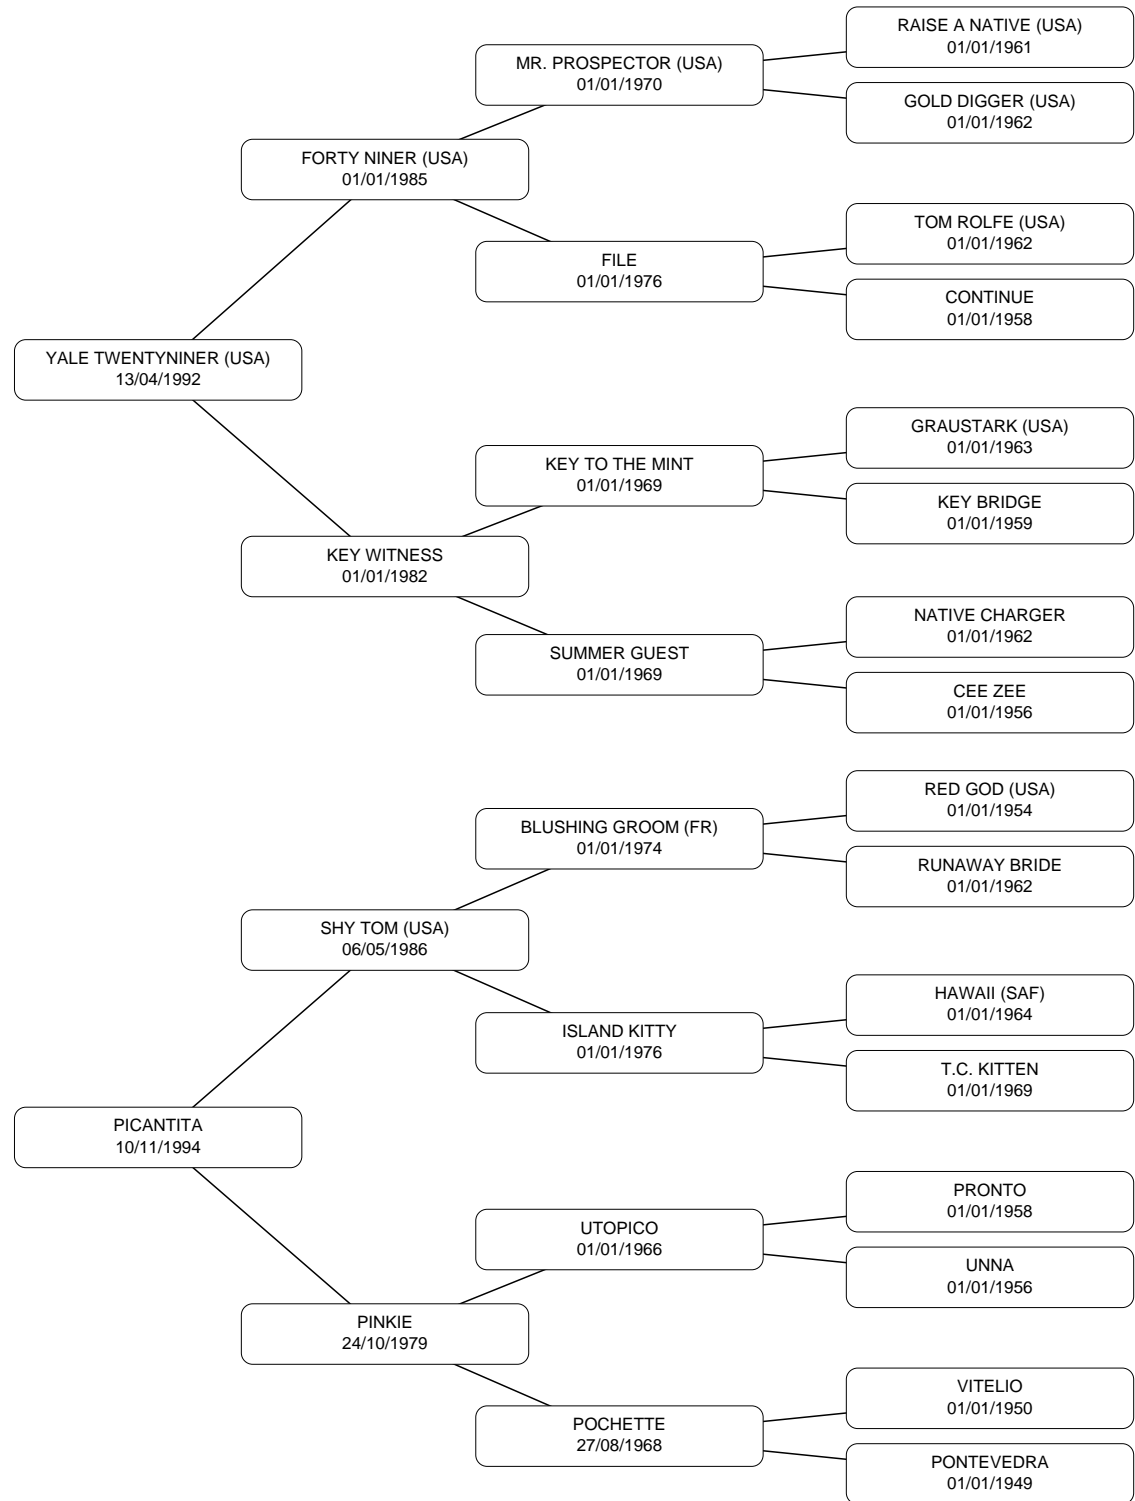 RAISE A NATIVE (USA)
01/01/1961
MR. PROSPECTOR (USA)
01/01/1970
GOLD DIGGER (USA)
01/01/1962
FORTY NINER (USA)
01/01/1985
TOM ROLFE (USA)
01/01/1962
FILE
01/01/1976
CONTINUE
01/01/1958
YALE TWENTYNINER (USA)
13/04/1992
GRAUSTARK (USA)
01/01/1963
KEY TO THE MINT
01/01/1969
KEY BRIDGE
01/01/1959
KEY WITNESS
01/01/1982
NATIVE CHARGER
01/01/1962
SUMMER GUEST
01/01/1969
CEE ZEE
01/01/1956
RED GOD (USA)
01/01/1954
BLUSHING GROOM (FR)
01/01/1974
RUNAWAY BRIDE
01/01/1962
SHY TOM (USA)
06/05/1986
HAWAII (SAF)
01/01/1964
ISLAND KITTY
01/01/1976
T.C. KITTEN
01/01/1969
PICANTITA
10/11/1994
PRONTO
01/01/1958
UTOPICO
01/01/1966
UNNA
01/01/1956
PINKIE
24/10/1979
VITELIO
01/01/1950
POCHETTE
27/08/1968
PONTEVEDRA
01/01/1949